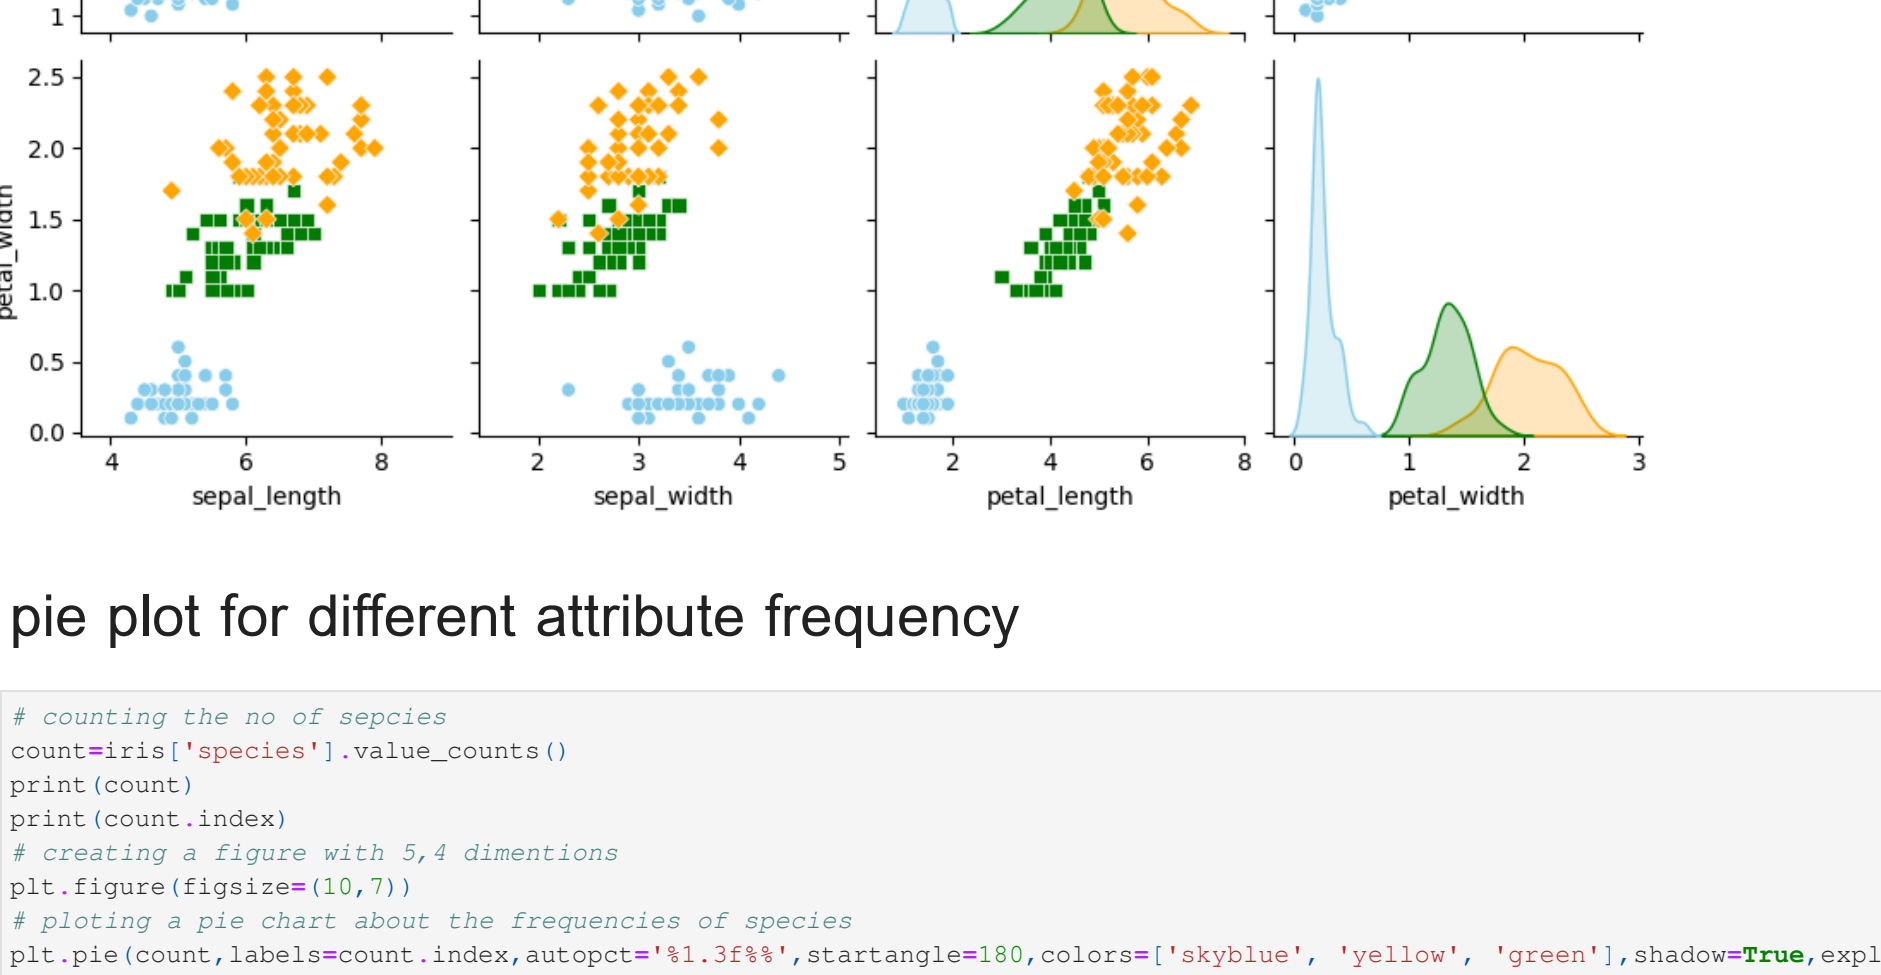 1
2.5
2.0
1.5
1.0
0.5
0.0
petal_width
4 6 8
2 3 4 5
2 4 6 8
0 1 2 3
sepal_length
sepal_width
petal_length
petal_width
pie plot for different attribute frequency
# counting the no of sepcies
count=iris['species'].value_counts()
print(count)
print(count.index)
# creating a figure with 5,4 dimentions
plt.figure(figsize=(10,7))
# ploting a pie chart about the frequencies of species
plt.pie(count,labels=count.index,autopct='%1.3f%%',startangle=180,colors=['skyblue', 'yellow', 'green'],shadow=True,expl